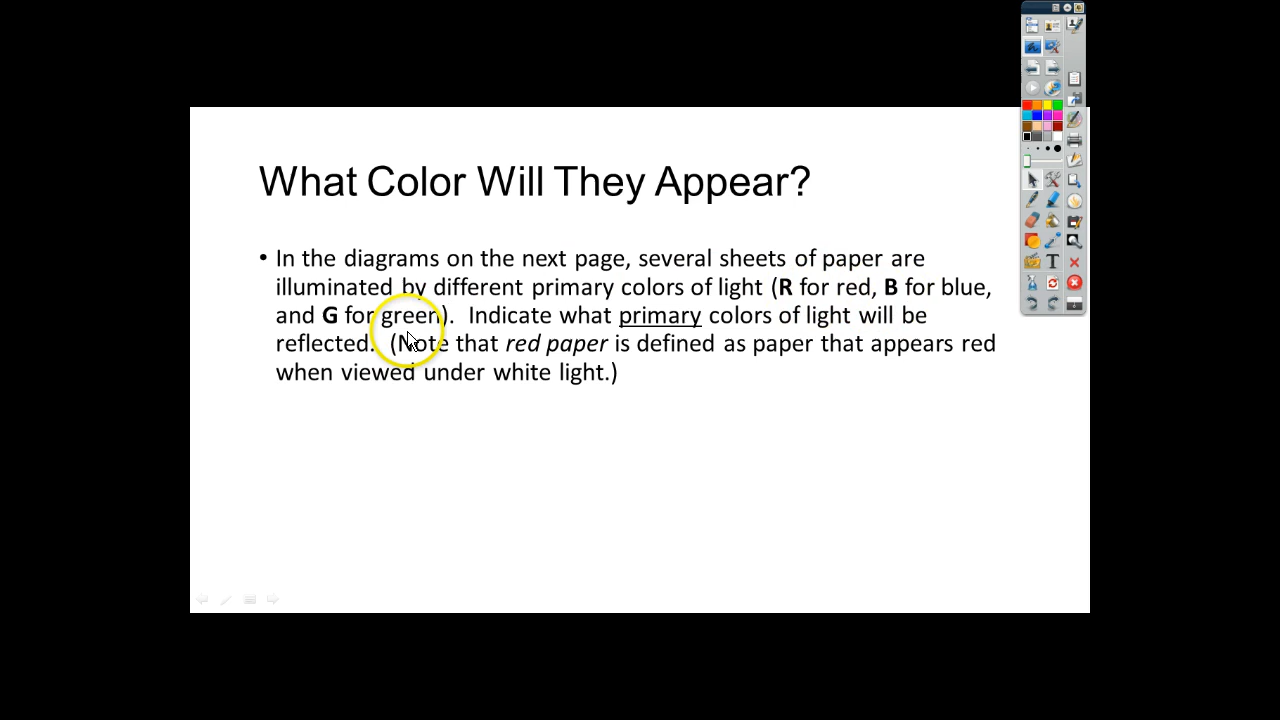 What Color Will They Appear?
• In the diagrams on the next page, several sheets of paper are
illuminated by different primary colors of light (R for red, B for blue,
and G for green).  Indicate what primary colors of light will be
reflected.  (Note that red paper is defined as paper that appears red
when viewed under white light.)
T